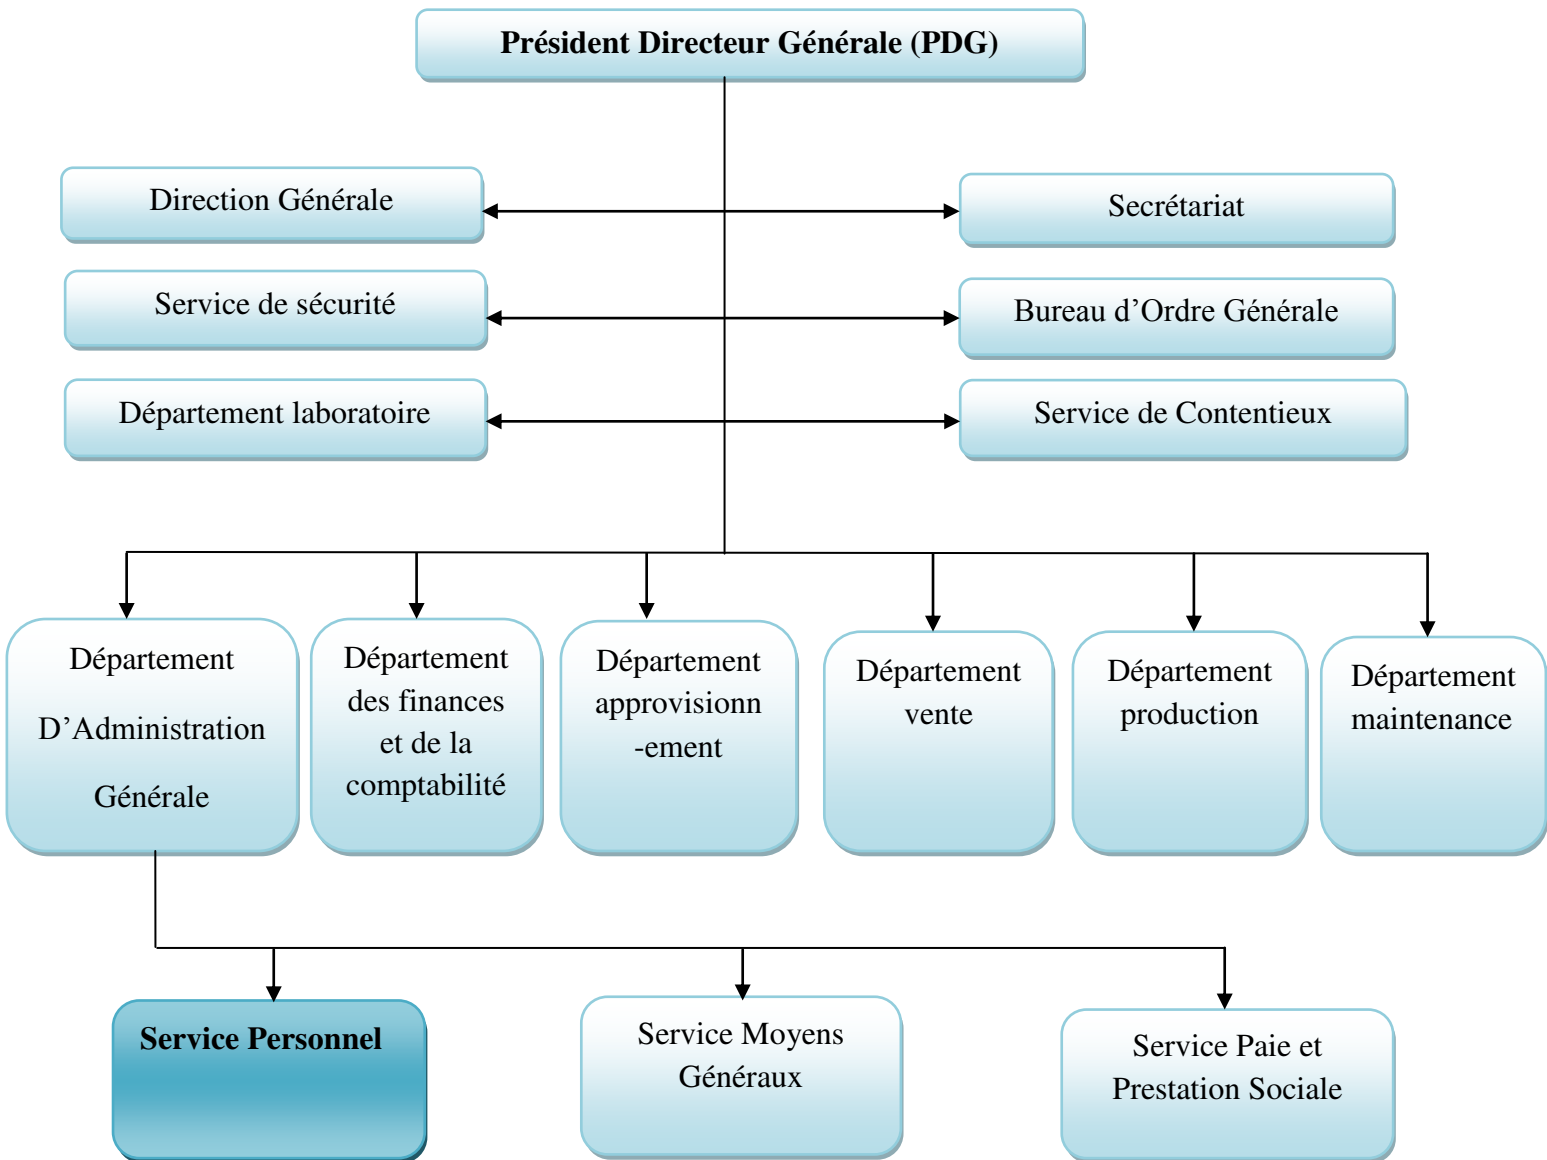 Président Directeur Générale (PDG)
Direction Générale
Secrétariat
Service de sécurité
Bureau d’Ordre Générale
Département laboratoire
Service de Contentieux
Département
D’Administration
Générale
Département
des finances
et de la
comptabilité
Département
approvisionn
-ement
Département
vente
Département
production
Département
maintenance
Service Personnel
Service Moyens
Généraux
Service Paie et
Prestation Sociale